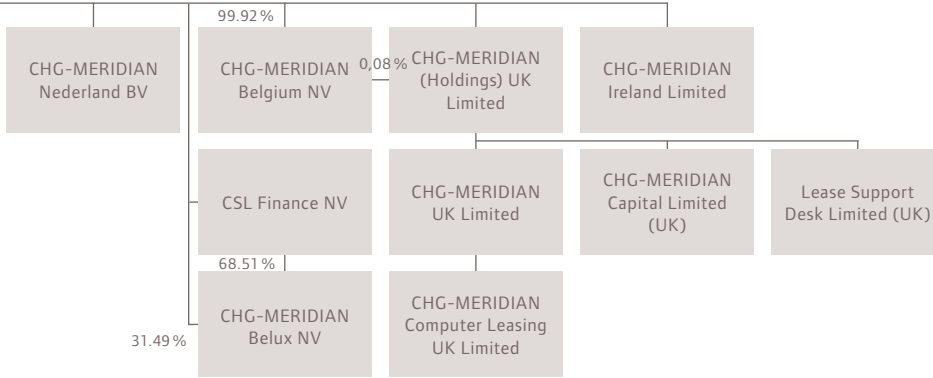 99.92 %
CHG-MERIDIAN
Nederland BV
CHG-MERIDIAN
Belgium NV
0,08 %
CHG-MERIDIAN
(Holdings) UK
Limited
CHG-MERIDIAN
Ireland Limited
CSL Finance NV
CHG-MERIDIAN
UK Limited
CHG-MERIDIAN
Capital Limited
(UK)
Lease Support
Desk Limited (UK)
68.51 %
31.49 %
CHG-MERIDIAN
Belux NV
CHG-MERIDIAN
Computer Leasing
UK Limited